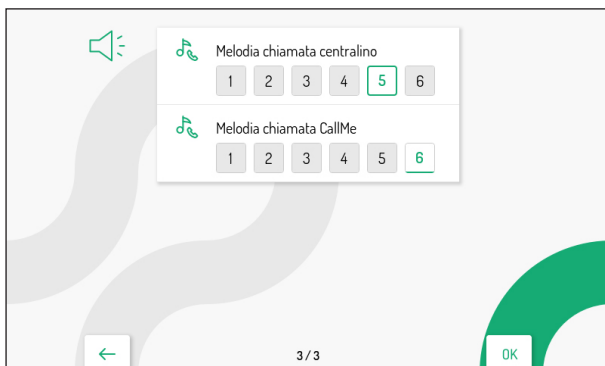 Melodia chiamata centralino
1 2 3 4 5 6
Melodia chiamata CallMe
1 2 3 4 5 6
3/3
OK